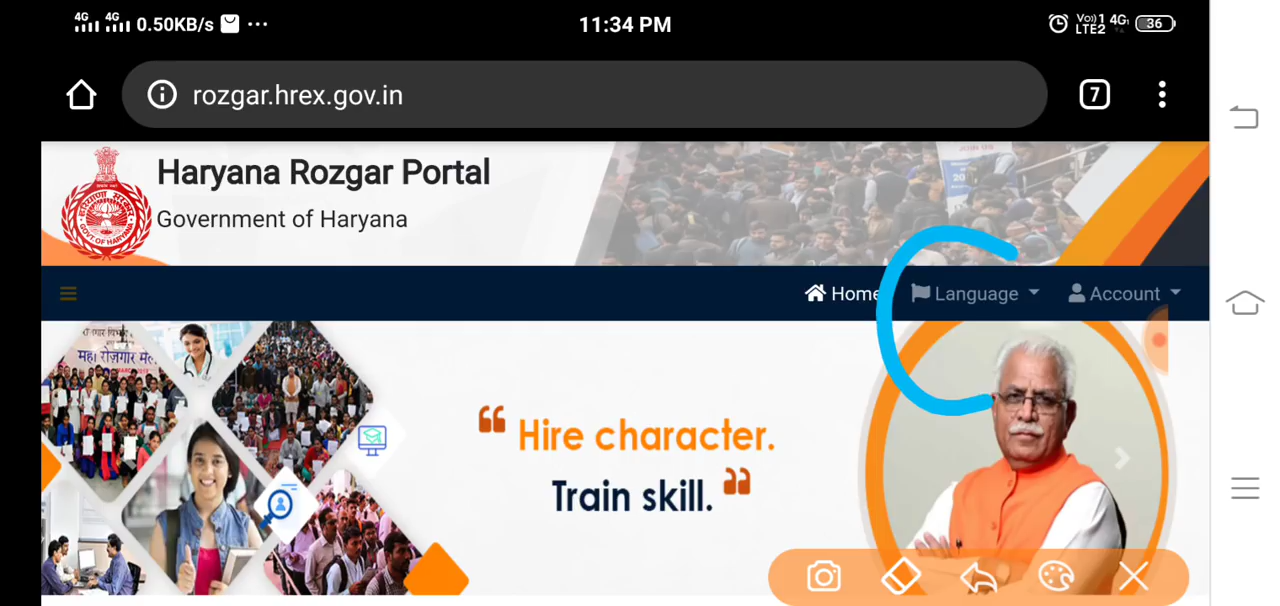 4G 4G 0.50KB/s ... 11:34 PM Vo) 1 LTE2 4G 36
rozgar.hrex.gov.in 7
Haryana Rozgar Portal
Government of Haryana
Home Language Account
महा रोज़गार
“ Hire character.
Train skill. ”